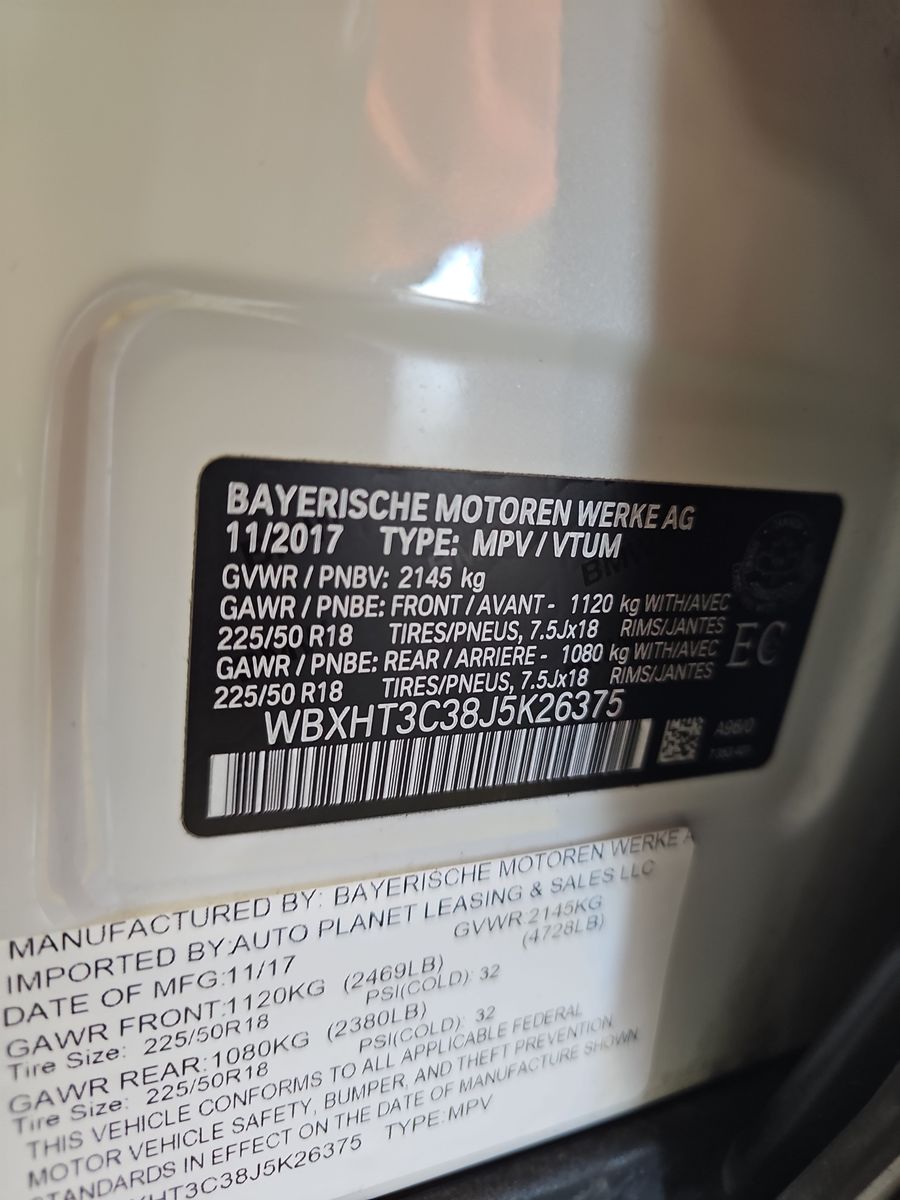 BAYERISCHE MOTOREN WERKE AG
11/2017 TYPE: MPV / VTUM
GVWR / PNBV: 2145 kg
GAWR / PNBE: FRONT / AVANT - 1120 kg WITH/AVEC
225/50 R18 TIRES/PNEUS, 7.5Jx18 RIMS/JANTES
GAWR / PNBE: REAR / ARRIERE - 1080 kg WITH/AVEC
225/50 R18 TIRES/PNEUS, 7.5Jx18 RIMS/JANTES
EC
WBXHT3C38J5K26375
MANUFACTURED BY: BAYERISCHE MOTOREN WERKE A
IMPORTED BY:AUTO PLANET LEASING & SALES LLC
DATE OF MFG:11/17 GVWR:2145KG
(4728LB)
GAWR FRONT:1120KG (2469LB)
Tire Size: 225/50R18 PSI(COLD): 32
GAWR REAR:1080KG (2380LB)
Tire Size: 225/50R18 PSI(COLD): 32
THIS VEHICLE CONFORMS TO ALL APPLICABLE FEDERAL
MOTOR VEHICLE SAFETY, BUMPER, AND THEFT PREVENTION
STANDARDS IN EFFECT ON THE DATE OF MANUFACTURE SHOWN
XHT3C38J5K26375 TYPE:MPV